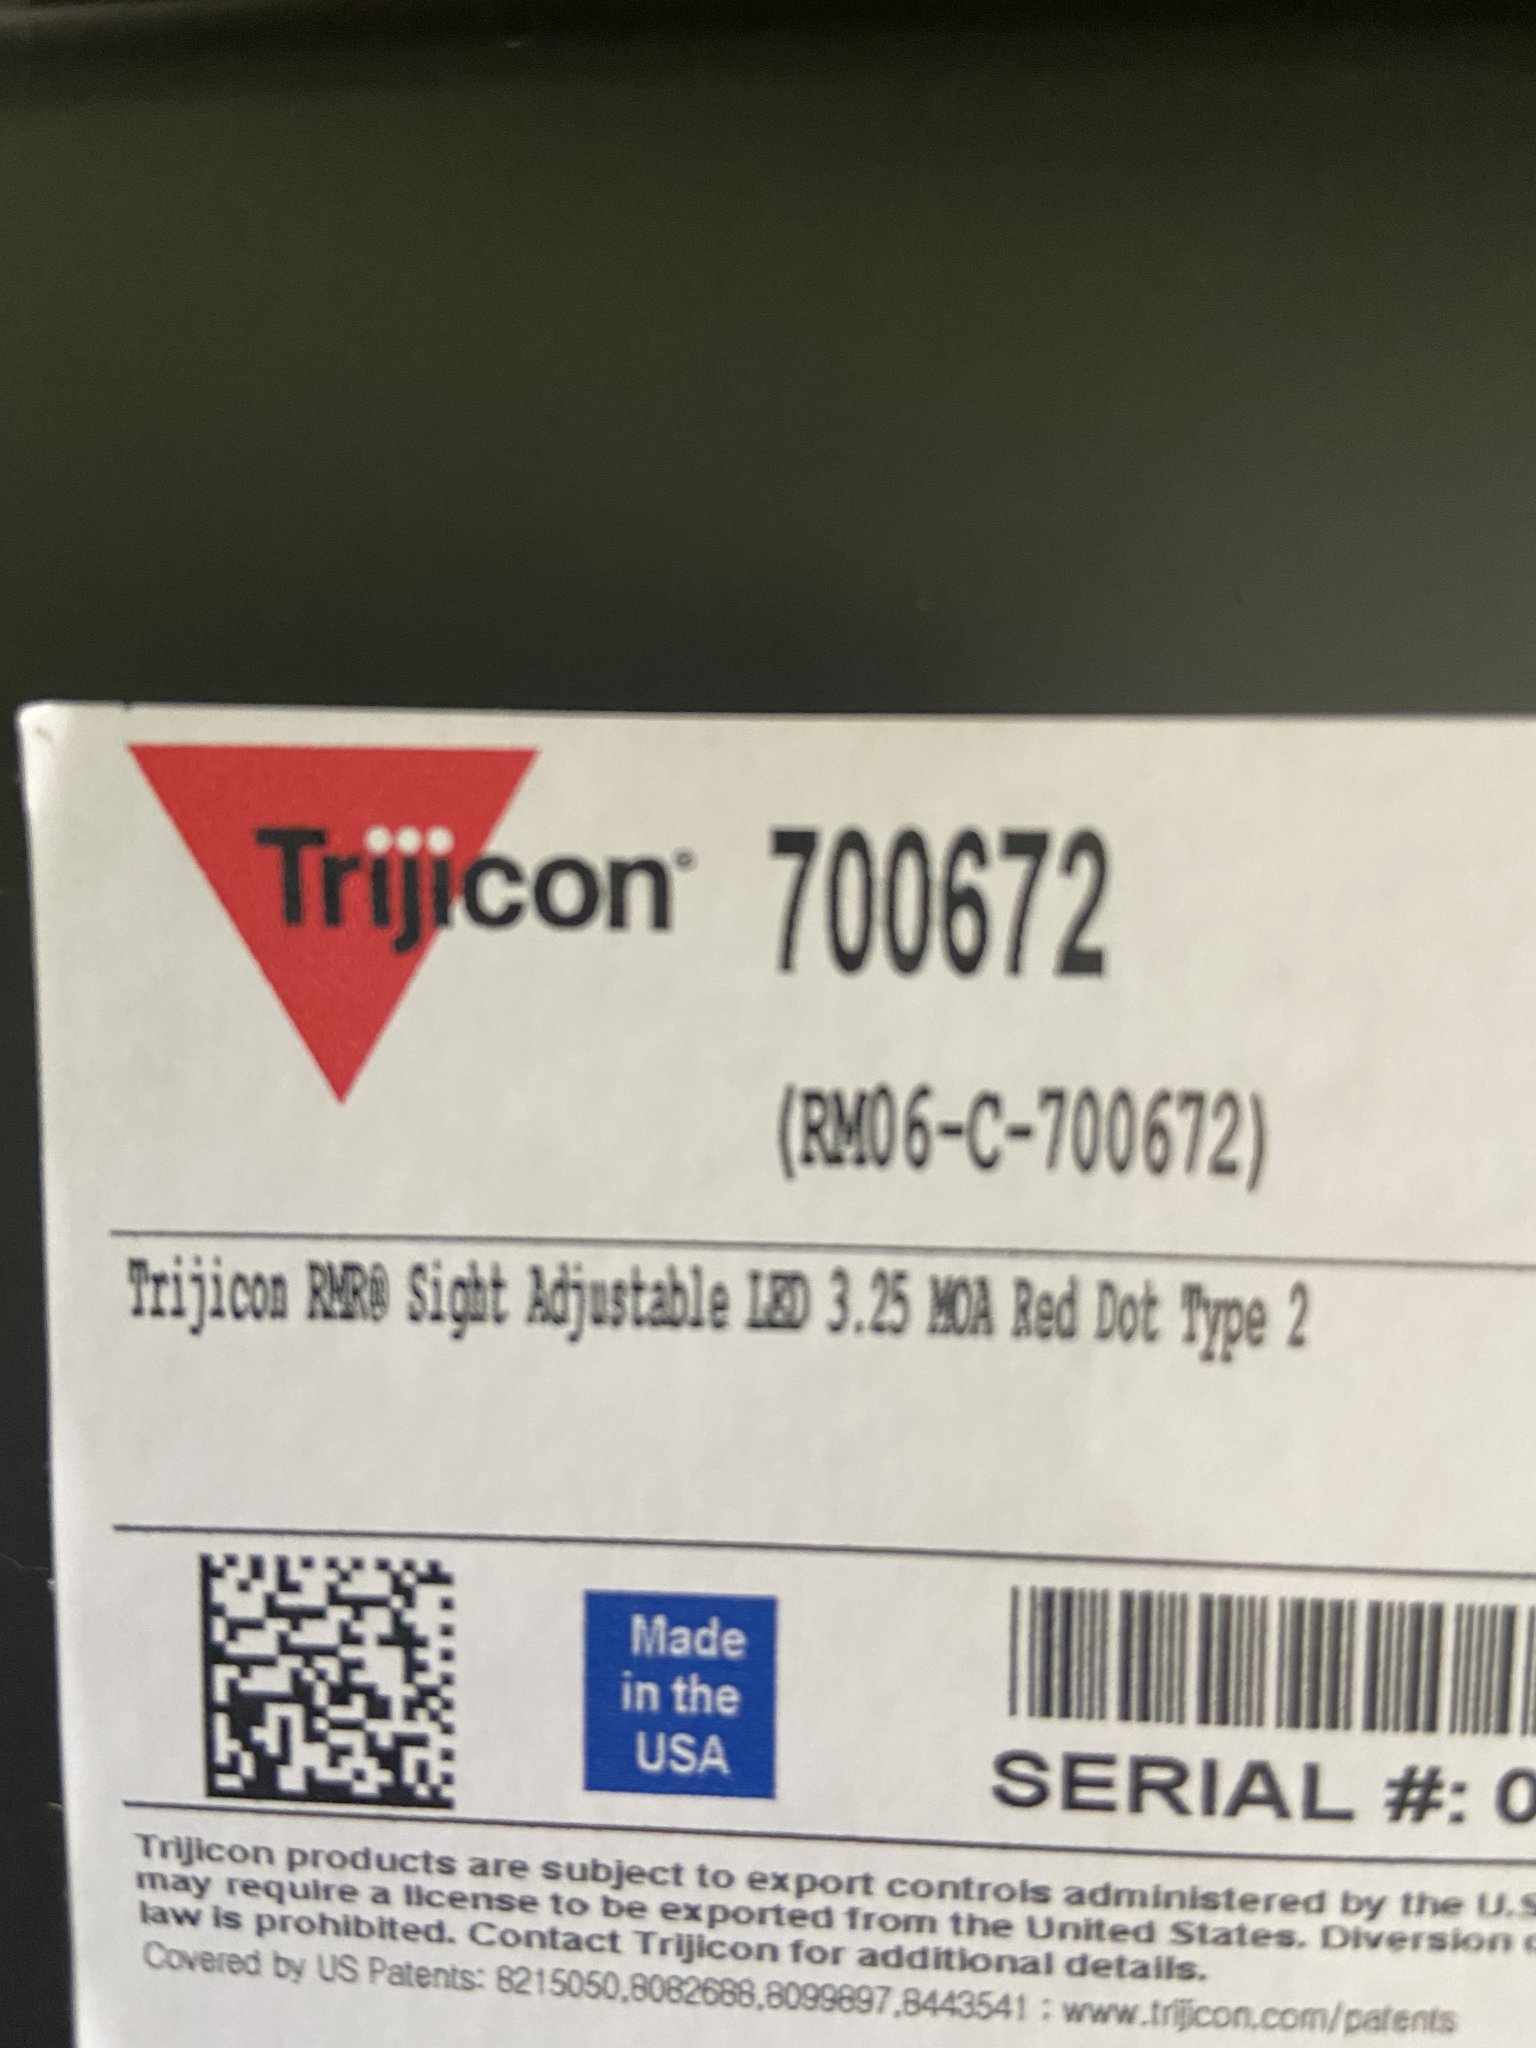 Trijicon® 700672
(RM06-C-700672)
Trijicon RMR® Sight Adjustable LED 3.25 MOA Red Dot Type 2
Made
in the
USA
SERIAL #: 0
Trijicon products are subject to export controls administered by the U.S
may require a license to be exported from the United States. Diversion
law is prohibited. Contact Trijicon for additional details.
Covered by US Patents: 8215050,8082688,8099897,8443541 : www.trijicon.com/patents